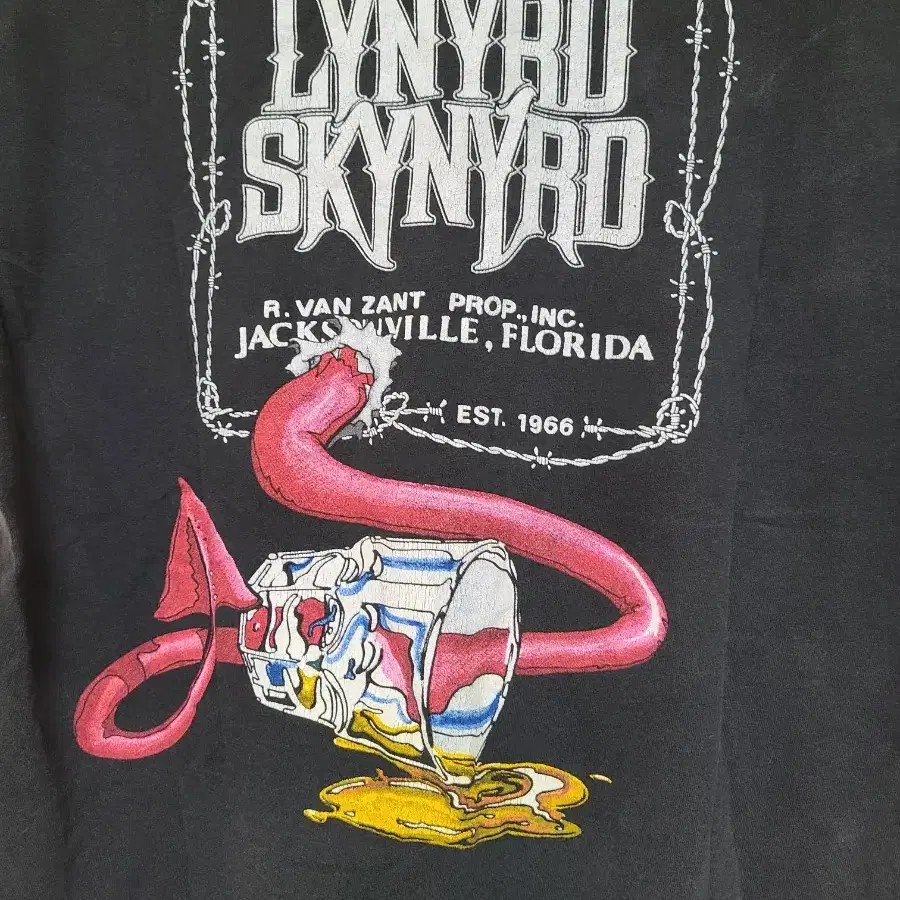 LYNYRD
SKYNYRD
R. VAN ZANT PROP., INC.
JACKSONVILLE, FLORIDA
EST. 1966